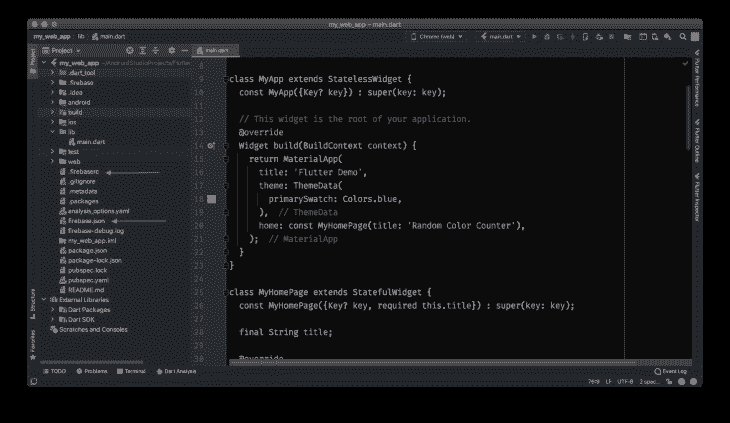 my_web_app – main.dart
my_web_app lib main.dart Chrome (web) main.dart
Project main.dart
my_web_app ~/AndroidStudioProjects/Flutter
.dart_tool
.firebase
.idea
android
build
ios
lib
main.dart
test
web
.firebaserc
.gitignore
.metadata
.packages
analysis_options.yaml
firebase.json
firebase-debug.log
my_web_app.iml
package.json
package-lock.json
pubspec.lock
pubspec.yaml
README.md
External Libraries
Dart Packages
Dart SDK
Scratches and Consoles
8
9 class MyApp extends StatelessWidget {
10 const MyApp({Key? key}) : super(key: key);
11
12 // This widget is the root of your application.
13 @override
14 Widget build(BuildContext context) {
15 return MaterialApp(
16 title: 'Flutter Demo',
17 theme: ThemeData(
18 primarySwatch: Colors.blue,
19 ), // ThemeData
20 home: const MyHomePage(title: 'Random Color Counter'),
21 ); // MaterialApp
22 }
23 }
24
25 class MyHomePage extends StatefulWidget {
26 const MyHomePage({Key? key, required this.title}) : super(key: key);
27
28 final String title;
29
30 @override
Project
Structure
Favorites
Flutter Performance
Flutter Outline
Flutter Inspector
TODO Problems Terminal Dart Analysis Event Log
LF UTF-8 2 spac...